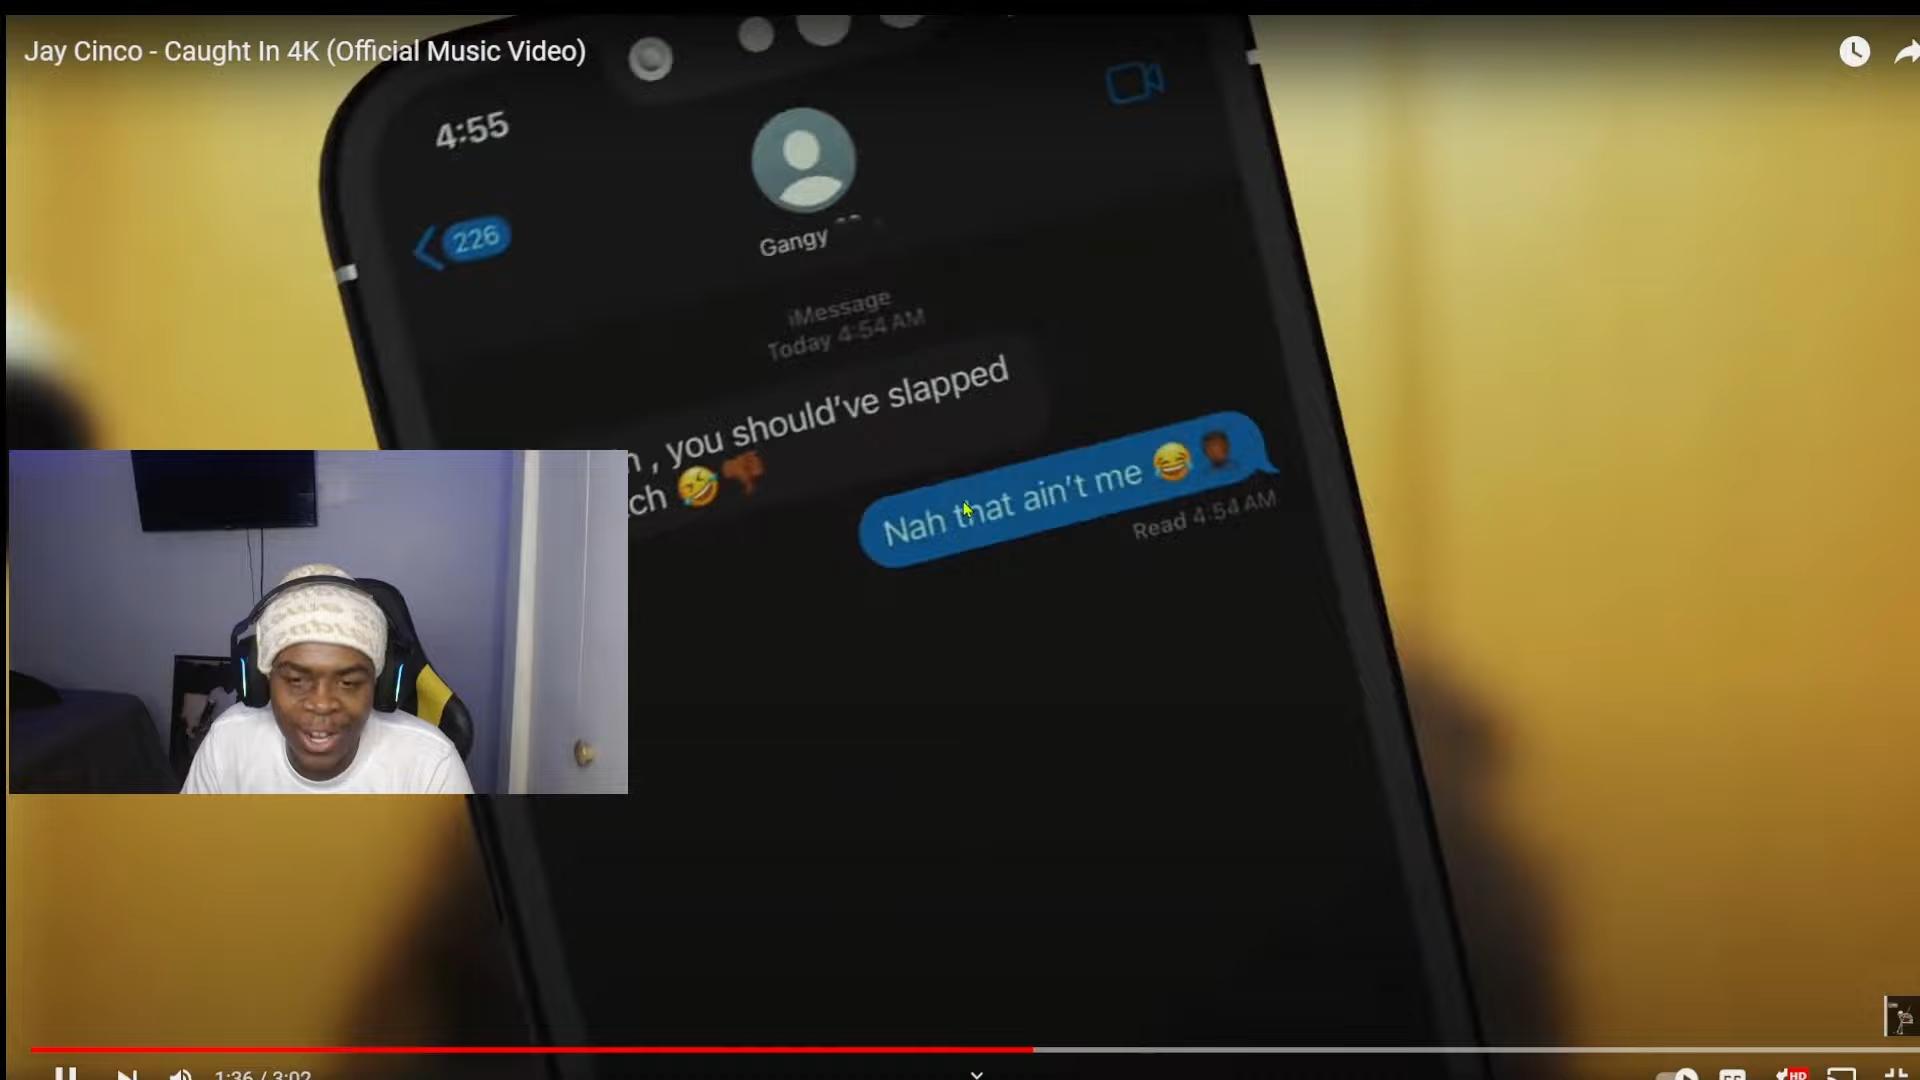 Jay Cinco - Caught In 4K (Official Music Video)
4:55
226
Gangy
iMessage
Today 4:54 AM
, you should've slapped
ch 🤣👎🏾
Nah that ain't me 😂
Read 4:54 AM
1:36 / 3:02
HD